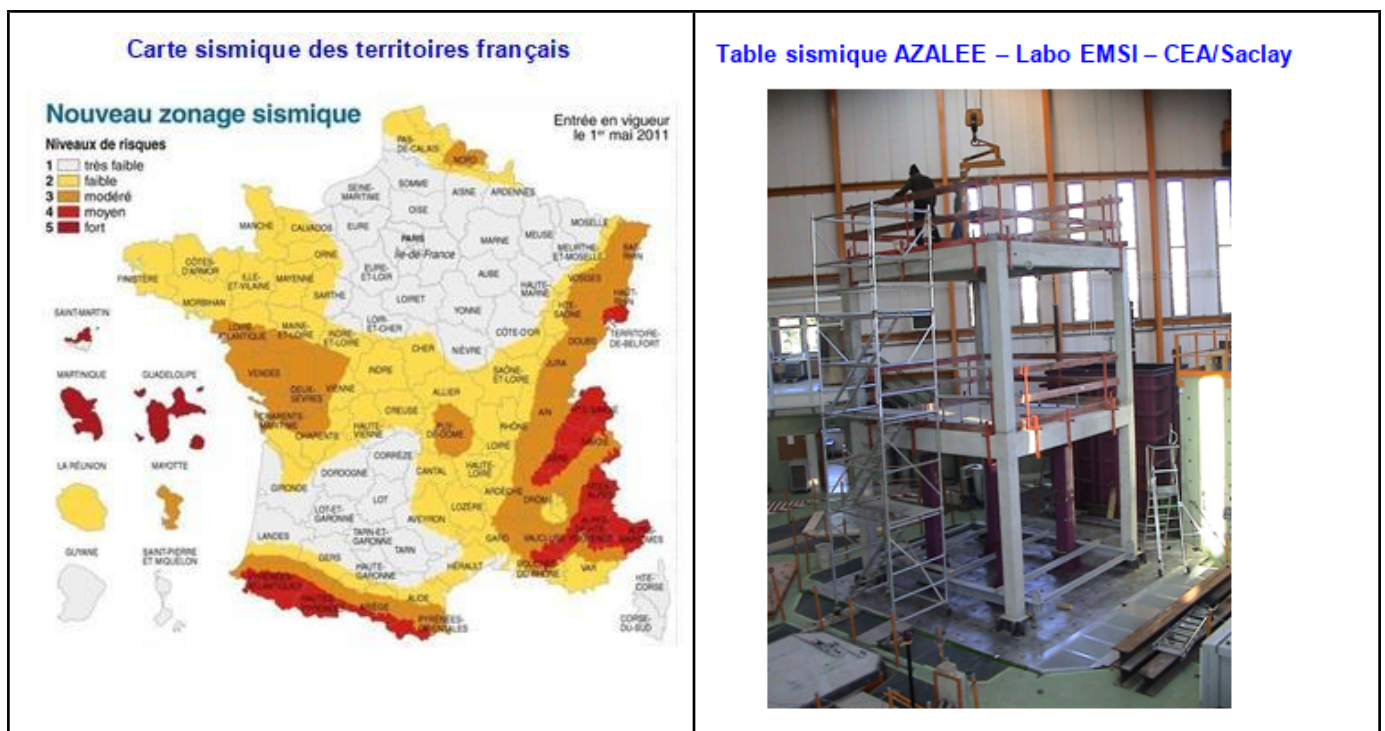 Carte sismique des territoires français
Nouveau zonage sismique
Entrée en vigueur
le 1er mai 2011
Niveaux de risques
1 très faible
2 faible
3 modéré
4 moyen
5 fort
PAS-
DE-CALAIS
NORD
SEINE-
MARITIME
SOMME
AISNE
ARDENNES
OISE
MANCHE
CALVADOS
EURE
PARIS
Île-de-France
MARNE
MEUSE
MOSELLE
MEURTHE-
ET-MOSELLE
BAS-
RHIN
ORNE
FINISTÈRE
CÔTES-
D'ARMOR
ILLE-
ET-VILAINE
MAYENNE
EURE-
ET-LOIR
AUBE
HAUTE-
MARNE
VOSGES
HAUT-
RHIN
MORBIHAN
SARTHE
LOIRET
YONNE
HTE-
SAÔNE
TERRITOIRE-
DE-BELFORT
SAINT-MARTIN
LOIRE-
ATLANTIQUE
MAINE-
ET-LOIRE
INDRE-
ET-LOIRE
LOIR-
ET-CHER
CHER
NIÈVRE
CÔTE-D'OR
DOUBS
JURA
MARTINIQUE
GUADELOUPE
VENDÉE
DEUX-
SÈVRES
VIENNE
INDRE
ALLIER
SAÔNE-
ET-LOIRE
AIN
HTE-SAVOIE
CHARENTE-
MARITIME
CHARENTE
HAUTE-
VIENNE
CREUSE
PUY-
DE-DÔME
LOIRE
RHÔNE
SAVOIE
ISÈRE
LA RÉUNION
MAYOTTE
GIRONDE
DORDOGNE
CORRÈZE
CANTAL
HAUTE-
LOIRE
ARDÈCHE
DRÔME
LOT
LOT-ET-
GARONNE
AVEYRON
LOZÈRE
GARD
VAUCLUSE
GUYANE
SAINT-PIERRE
ET MIQUELON
LANDES
GERS
TARN-ET-
GARONNE
TARN
HÉRAULT
BOUCHES-
DU-RHÔNE
VAR
HAUTE-
GARONNE
ARIÈGE
AUDE
PYRÉNÉES-
ORIENTALES
HTE-
CORSE
CORSE-
DU-SUD
Table sismique AZALEE – Labo EMSI – CEA/Saclay